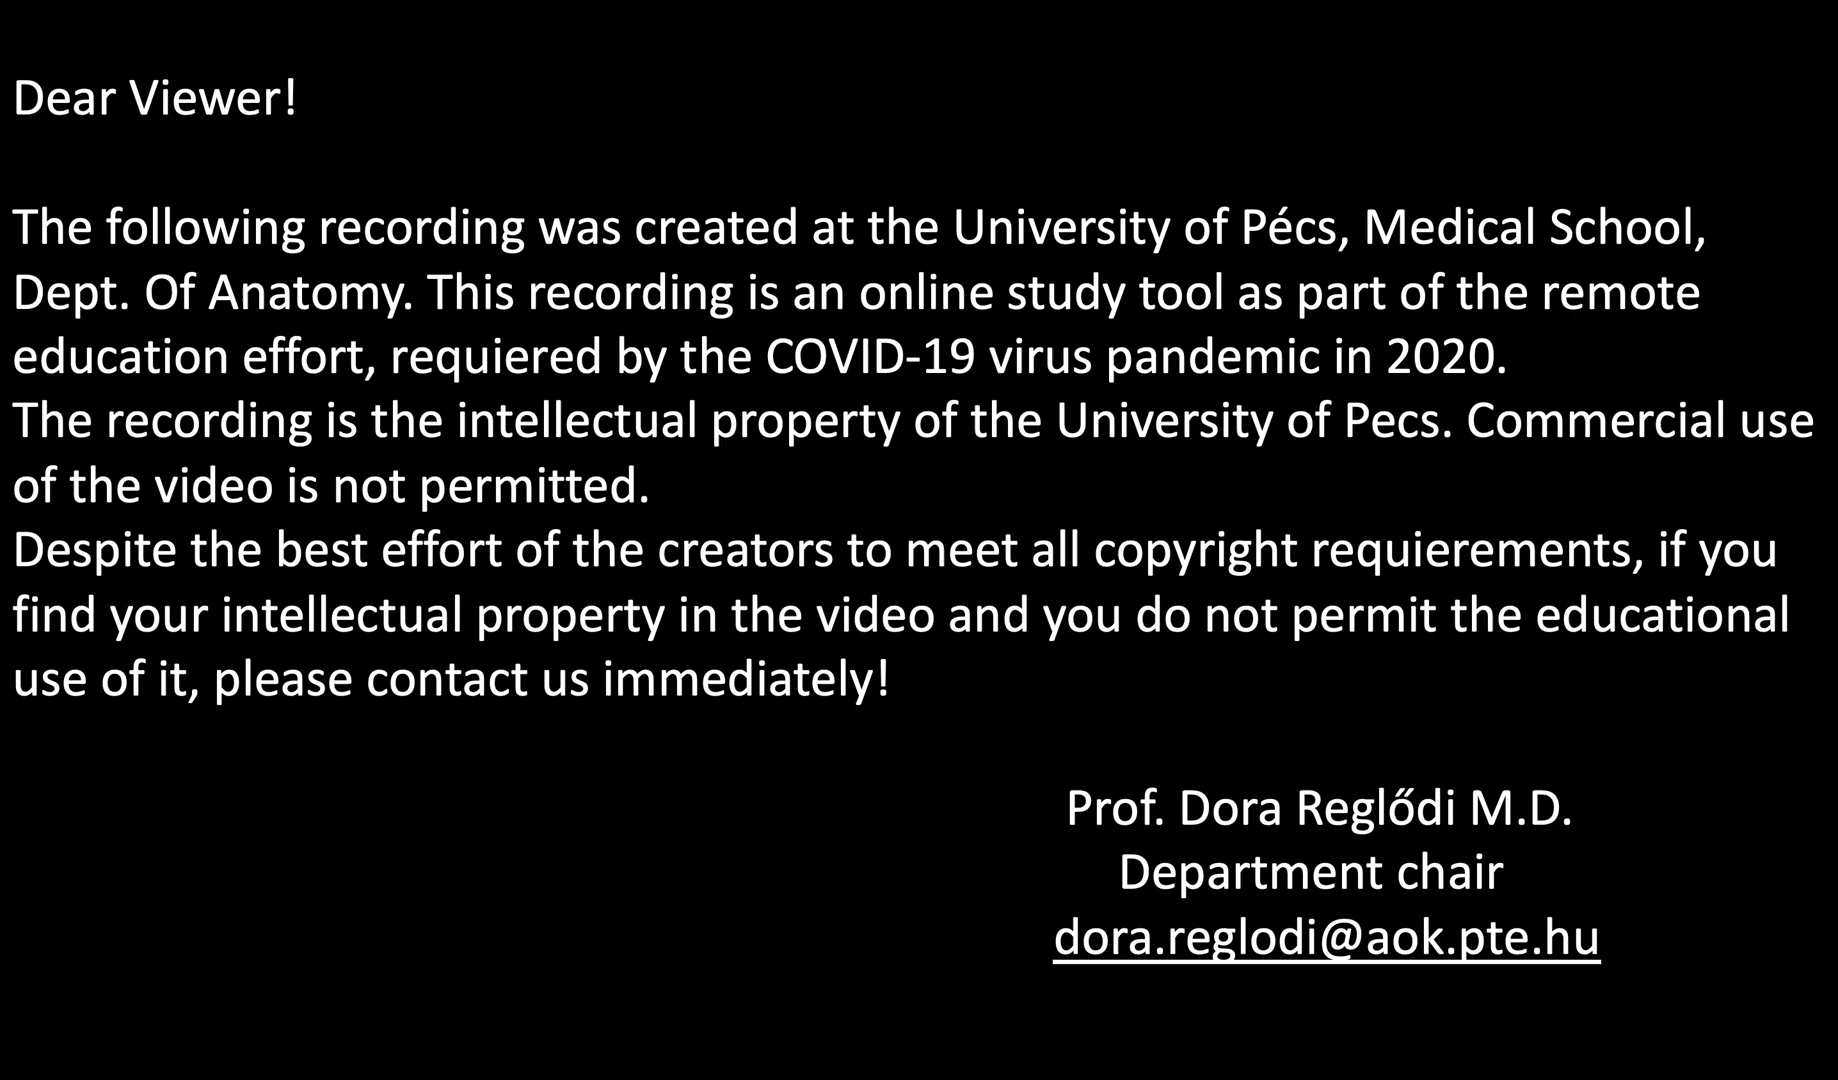 Dear Viewer!
The following recording was created at the University of Pécs, Medical School,
Dept. Of Anatomy. This recording is an online study tool as part of the remote
education effort, requiered by the COVID-19 virus pandemic in 2020.
The recording is the intellectual property of the University of Pecs. Commercial use
of the video is not permitted.
Despite the best effort of the creators to meet all copyright requierements, if you
find your intellectual property in the video and you do not permit the educational
use of it, please contact us immediately!
Prof. Dora Reglődi M.D.
Department chair
dora.reglodi@aok.pte.hu